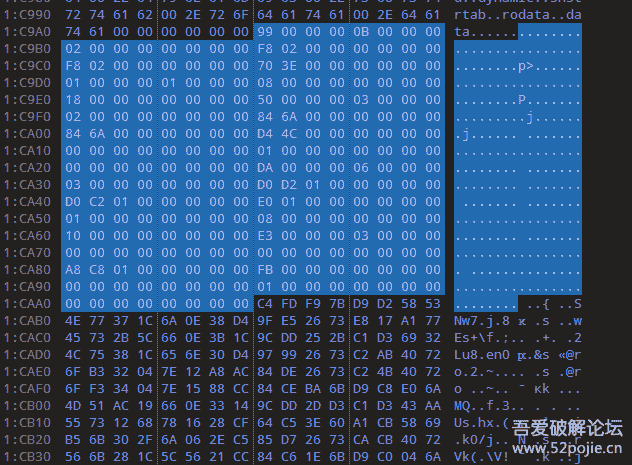 1:C990 72 74 61 62 00 2E 72 6F 64 61 74 61 00 2E 64 61 rtab..rodata..da
1:C9A0 74 61 00 00 00 00 00 00 99 00 00 00 0B 00 00 00 ta..............
1:C9B0 02 00 00 00 00 00 00 00 F8 02 00 00 00 00 00 00 ................
1:C9C0 F8 02 00 00 00 00 00 00 70 3E 00 00 00 00 00 00 ........p>......
1:C9D0 01 00 00 00 01 00 00 00 08 00 00 00 00 00 00 00 ................
1:C9E0 18 00 00 00 00 00 00 00 50 00 00 00 03 00 00 00 ........P.......
1:C9F0 02 00 00 00 00 00 00 00 84 6A 00 00 00 00 00 00 .........j......
1:CA00 84 6A 00 00 00 00 00 00 D4 4C 00 00 00 00 00 00 .j..............
1:CA10 00 00 00 00 00 00 00 00 01 00 00 00 00 00 00 00 ................
1:CA20 00 00 00 00 00 00 00 00 DA 00 00 00 06 00 00 00 ................
1:CA30 03 00 00 00 00 00 00 00 D0 D2 01 00 00 00 00 00 ................
1:CA40 D0 C2 01 00 00 00 00 00 E0 01 00 00 00 00 00 00 ................
1:CA50 01 00 00 00 00 00 00 00 08 00 00 00 00 00 00 00 ................
1:CA60 10 00 00 00 00 00 00 00 E3 00 00 00 03 00 00 00 ................
1:CA70 00 00 00 00 00 00 00 00 00 00 00 00 00 00 00 00 ................
1:CA80 A8 C8 01 00 00 00 00 00 FB 00 00 00 00 00 00 00 ................
1:CA90 00 00 00 00 00 00 00 00 01 00 00 00 00 00 00 00 ................
1:CAA0 00 00 00 00 00 00 00 00 C4 FD F9 7B D9 D2 58 53
1:CAB0 4E 77 37 1C 6A 0E 38 D4 9F E5 26 73 E8 17 A1 77
1:CAC0 45 73 2B 5C 66 0E 3B 1C 9C DD 25 2B C1 D3 69 32
1:CAD0 4C 75 38 1C 65 6E 30 D4 97 99 26 73 C2 AB 40 72
1:CAE0 6F B3 32 04 7E 12 A8 AC 84 DE 26 73 C2 4B 40 72
1:CAF0 6F F3 34 04 7E 15 88 CC 84 CE BA 6B D9 C8 E0 6A
1:CB00 4D 51 AC 19 66 0E 33 14 9C DD 2D D3 C1 D3 43 AA
1:CB10 55 73 12 68 78 16 28 CF 64 C5 3E 60 A1 CB 58 69
1:CB20 B5 6B 30 2F 6A 06 2E C5 85 D7 26 73 CA CB 40 72
1:CB30 56 6B 28 1C 5C 56 21 CC 84 C6 1E 6B D9 C0 04 6A
吾爱破解论坛
www.52pojie.cn